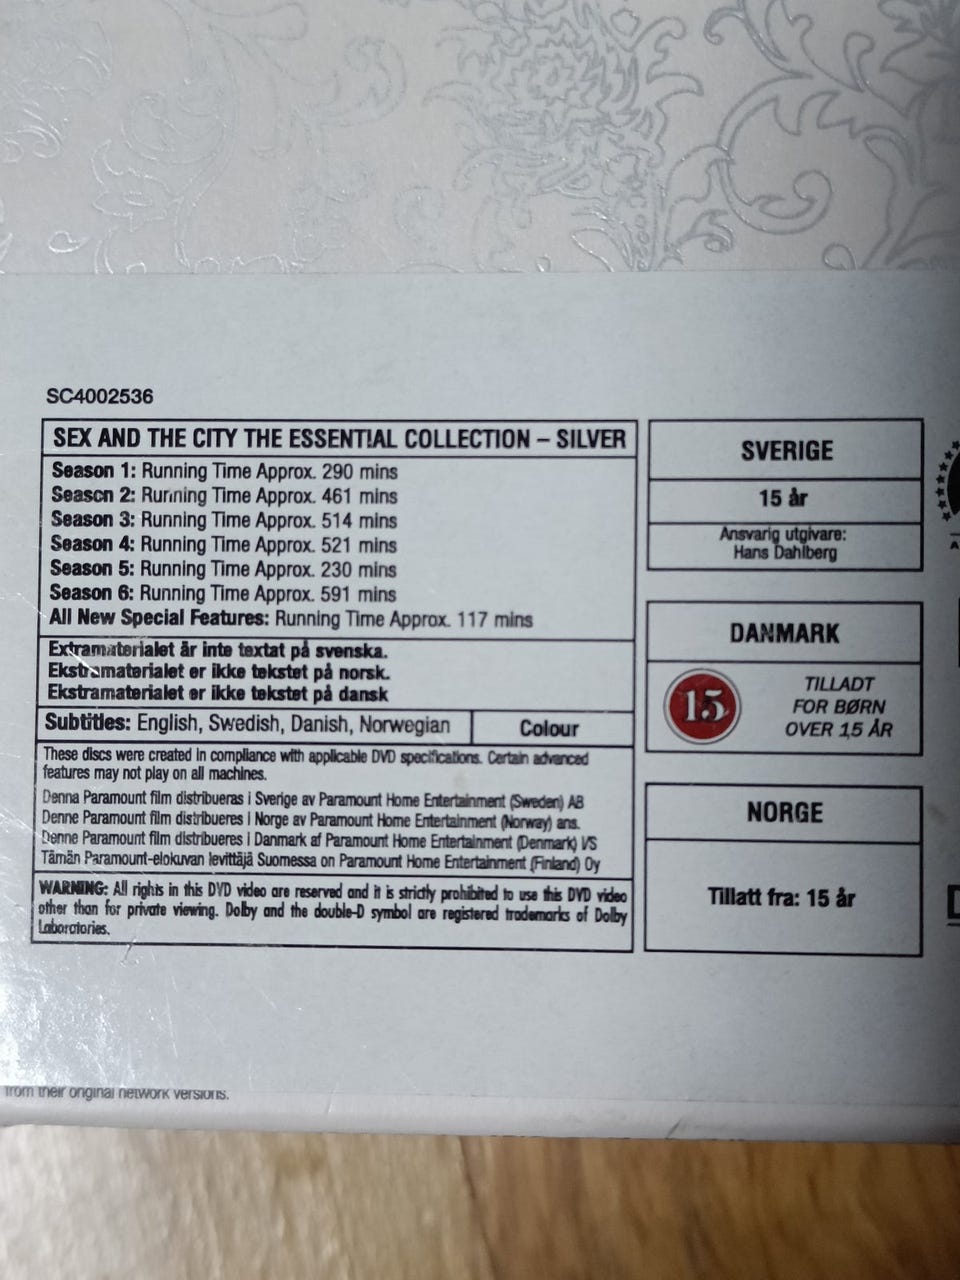 SC4002536
SEX AND THE CITY THE ESSENTIAL COLLECTION – SILVER
Season 1: Running Time Approx. 290 mins
Season 2: Running Time Approx. 461 mins
Season 3: Running Time Approx. 514 mins
Season 4: Running Time Approx. 521 mins
Season 5: Running Time Approx. 230 mins
Season 6: Running Time Approx. 591 mins
All New Special Features: Running Time Approx. 117 mins
Extramaterialet är inte textat på svenska.
Ekstramaterialet er ikke tekstet på norsk.
Ekstramaterialet er ikke tekstet på dansk
Subtitles: English, Swedish, Danish, Norwegian
Colour
These discs were created in compliance with applicable DVD specifications. Certain advanced
features may not play on all machines.
Denna Paramount film distribueras i Sverige av Paramount Home Entertainment (Sweden) AB
Denne Paramount film distribueres i Norge av Paramount Home Entertainment (Norway) ans.
Denne Paramount film distribueres i Danmark af Paramount Home Entertainment (Denmark) I/S
Tämän Paramount-elokuvan levittäjä Suomessa on Paramount Home Entertainment (Finland) Oy
WARNING: All rights in this DVD video are reserved and it is strictly prohibited to use this DVD video
other than for private viewing. Dolby and the double-D symbol are registered trademarks of Dolby
Laboratories.
SVERIGE
15 år
Ansvarig utgivare:
Hans Dahlberg
DANMARK
15
TILLADT
FOR BØRN
OVER 15 ÅR
NORGE
Tillatt fra: 15 år
from their original network versions.